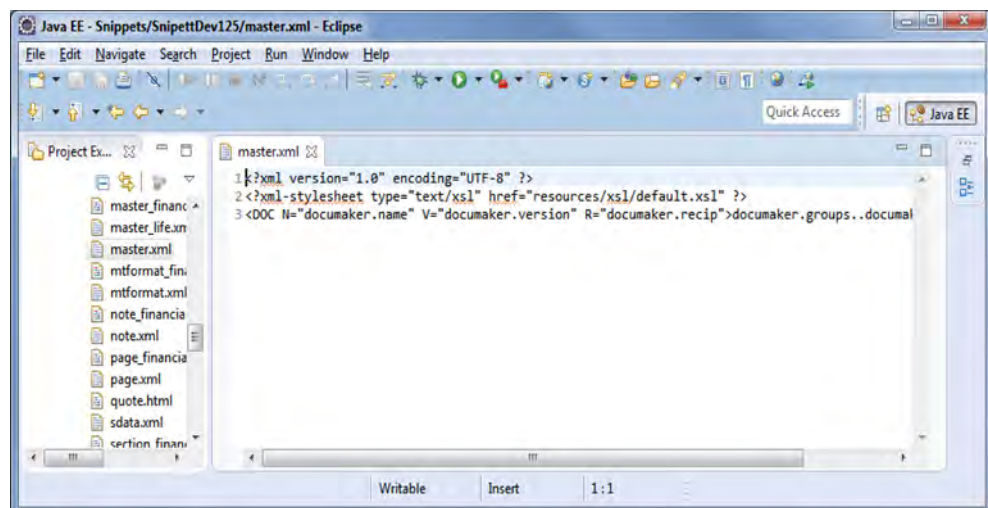 Java EE - Snippets/SnipettDev125/master.xml - Eclipse
File Edit Navigate Search Project Run Window Help
Quick Access
Java EE
Project Ex...
master.xml
master_financ
master_life.xm
master.xml
mtformat_fina
mtformat.xml
note_financia
note.xml
page_financia
page.xml
quote.html
sdata.xml
section_financ
1 <?xml version="1.0" encoding="UTF-8" ?>
2 <?xml-stylesheet type="text/xsl" href="resources/xsl/default.xsl" ?>
3 <DOC N="documaker.name" V="documaker.version" R="documaker.recip">documaker.groups..documak
Writable Insert 1:1